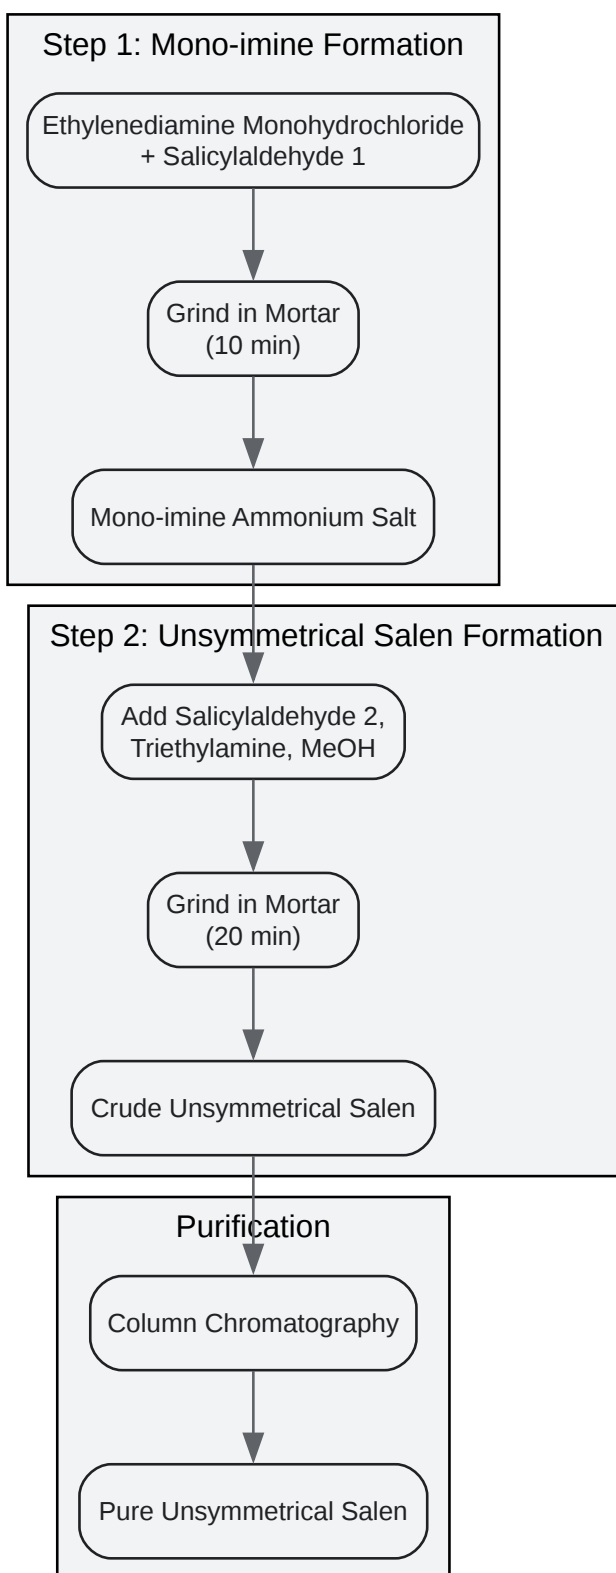 Step 1: Mono-imine Formation
Ethylenediamine Monohydrochloride
+ Salicylaldehyde 1
Grind in Mortar
(10 min)
Mono-imine Ammonium Salt
Step 2: Unsymmetrical Salen Formation
Add Salicylaldehyde 2,
Triethylamine, MeOH
Grind in Mortar
(20 min)
Crude Unsymmetrical Salen
Purification
Column Chromatography
Pure Unsymmetrical Salen